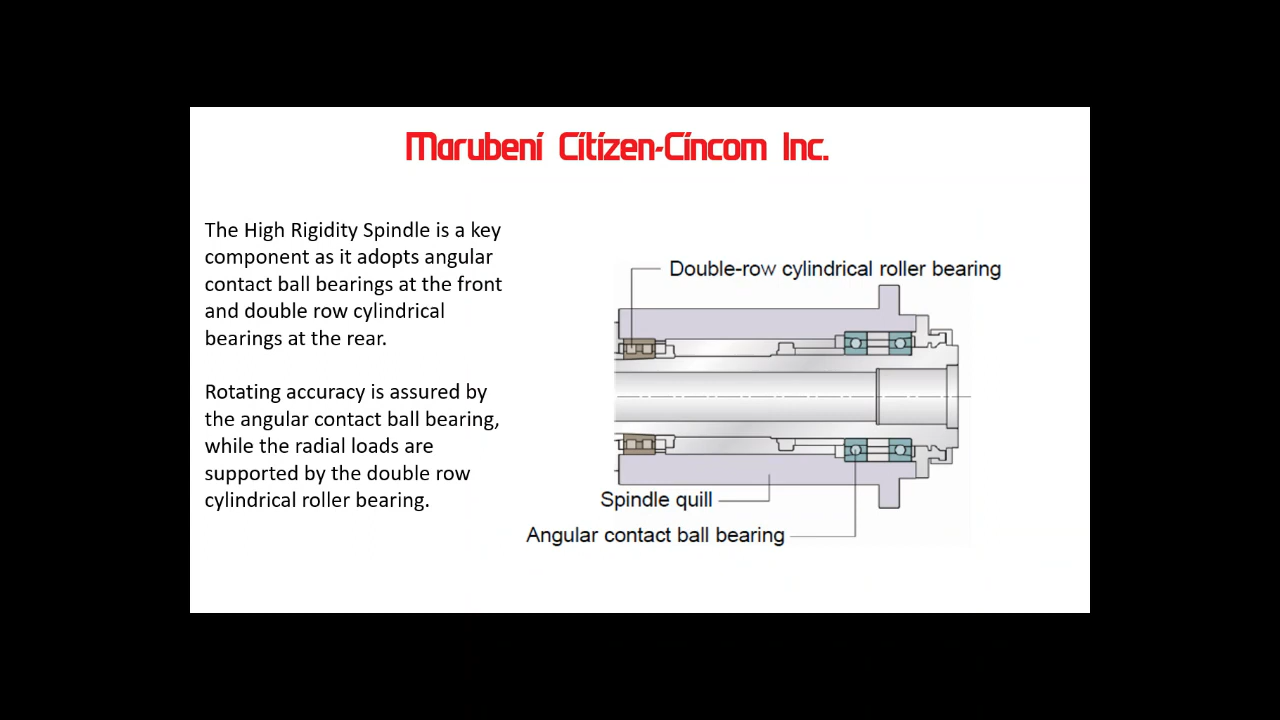 Marubeni Citizen-Cincom Inc.
The High Rigidity Spindle is a key
component as it adopts angular
contact ball bearings at the front
and double row cylindrical
bearings at the rear.
Rotating accuracy is assured by
the angular contact ball bearing,
while the radial loads are
supported by the double row
cylindrical roller bearing.
Double-row cylindrical roller bearing
Spindle quill
Angular contact ball bearing